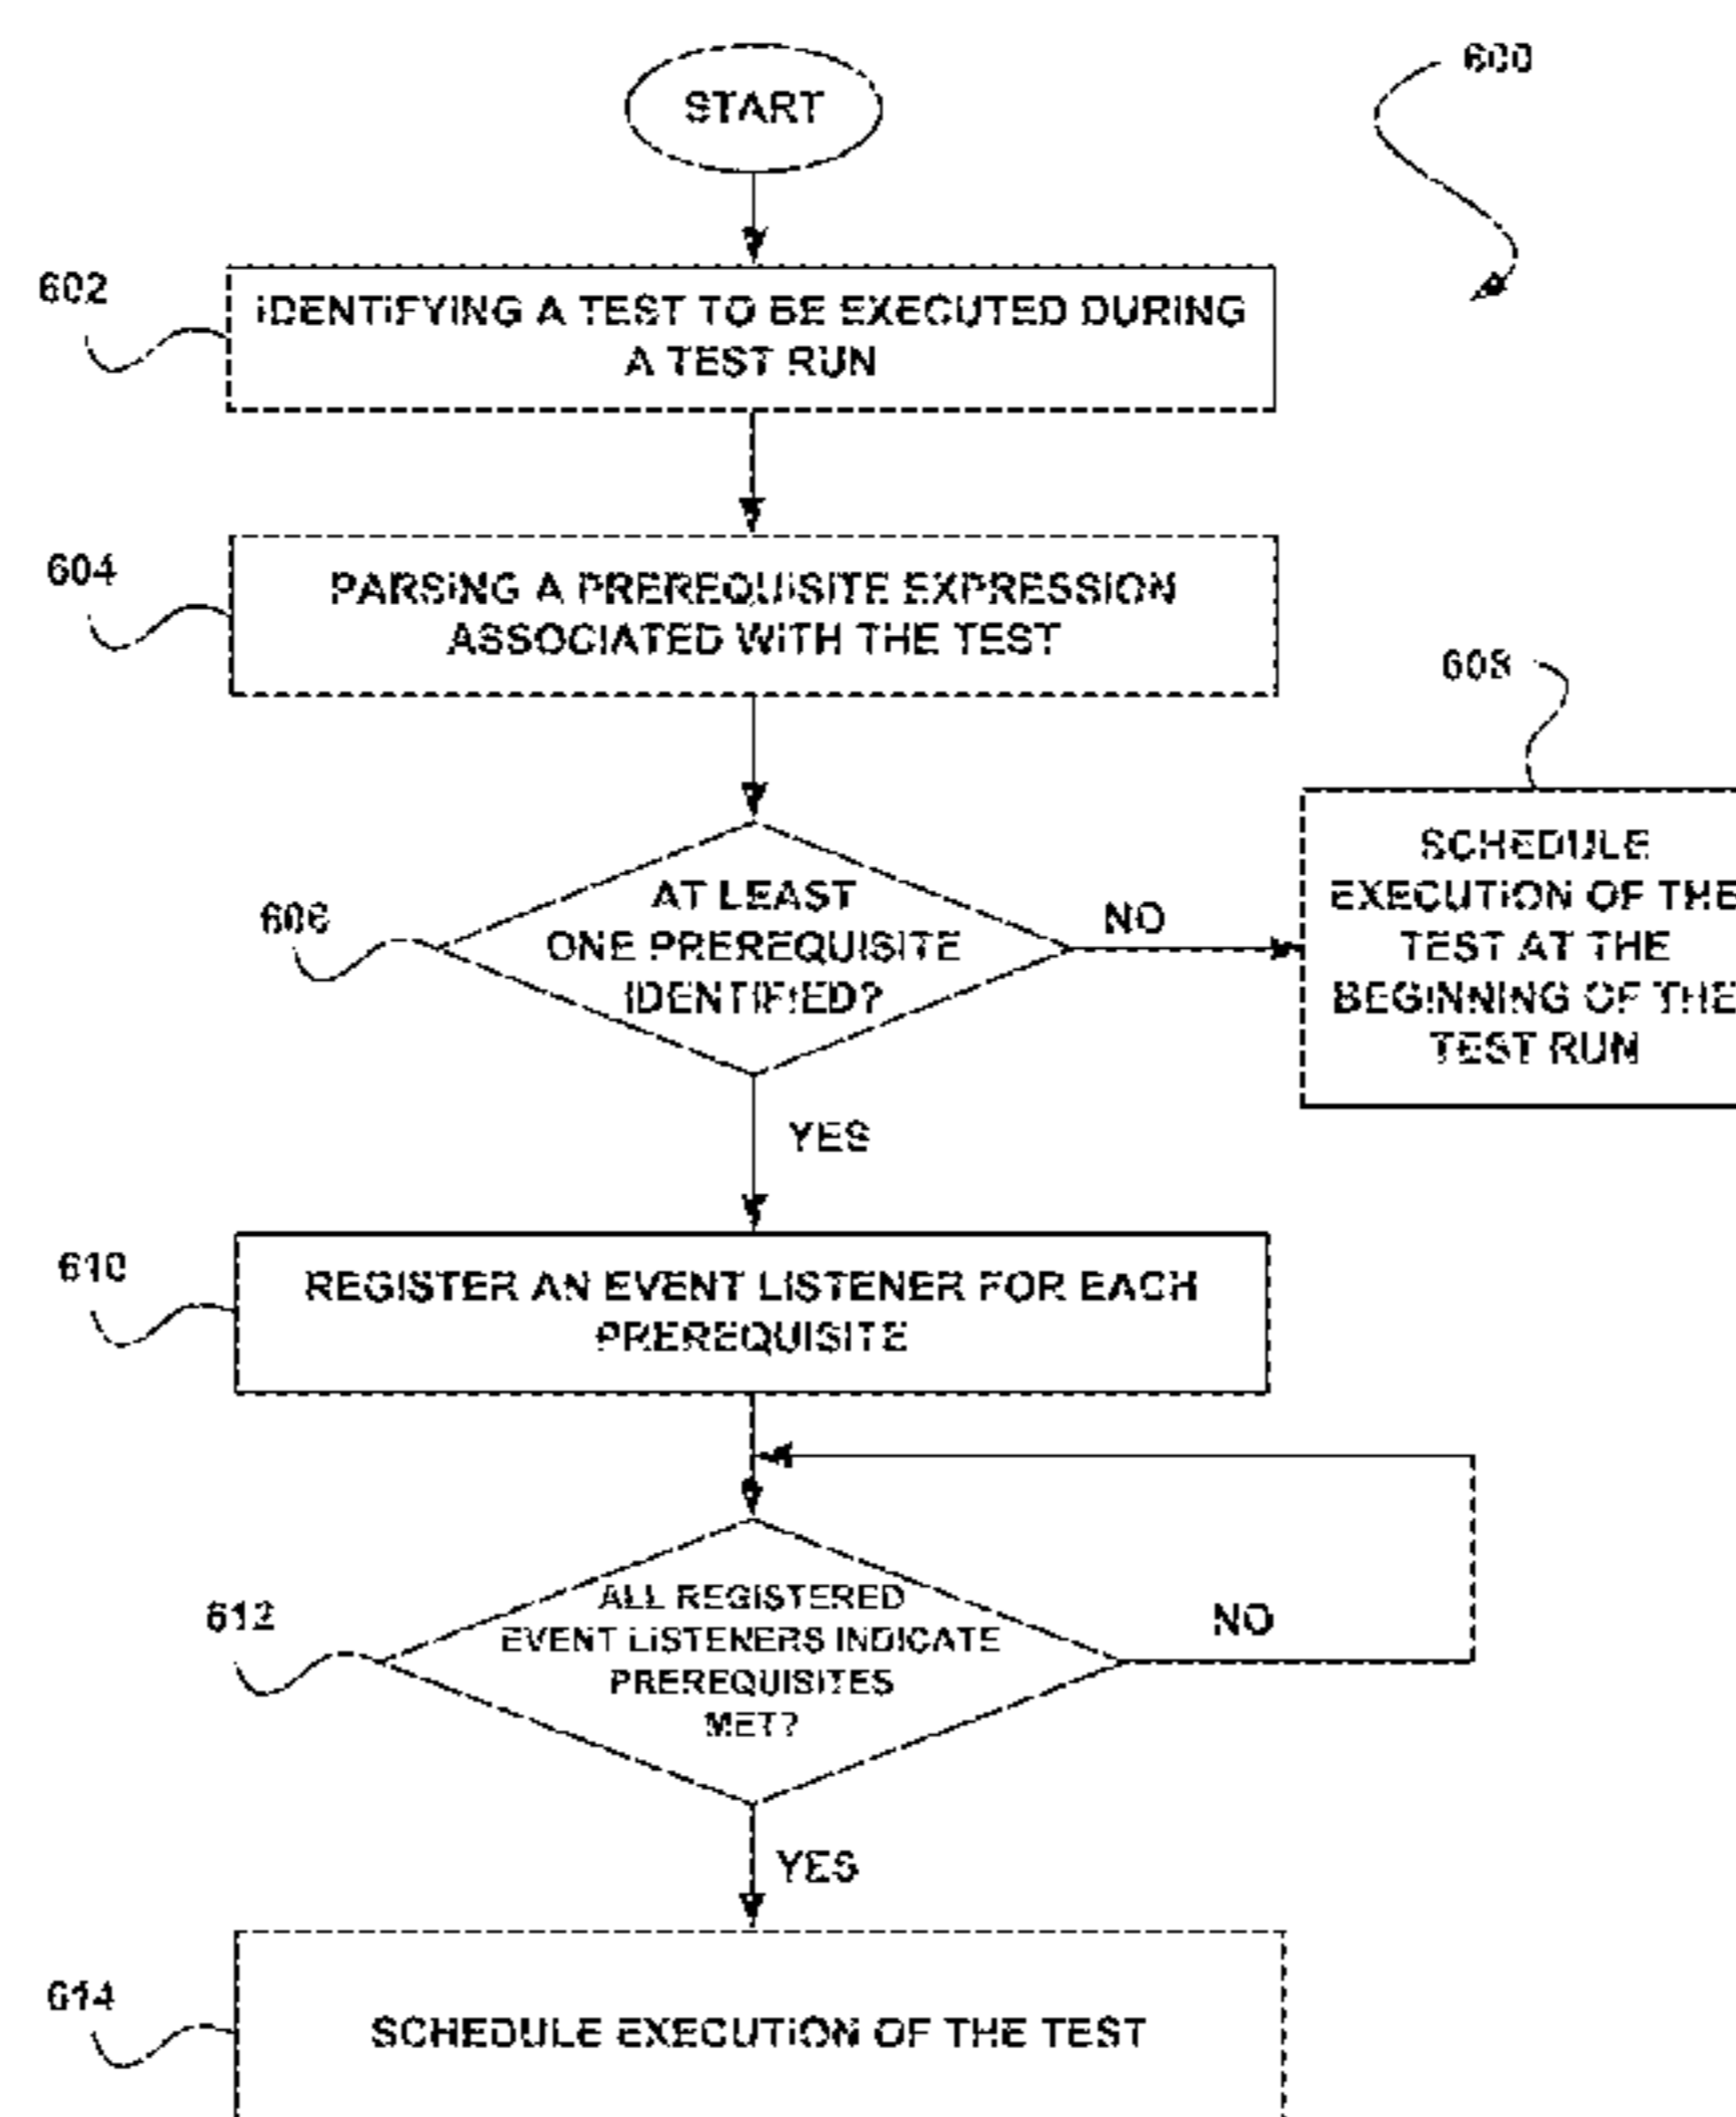 START
600
602
IDENTIFYING A TEST TO BE EXECUTED DURING
A TEST RUN
604
PARSING A PREREQUISITE EXPRESSION
ASSOCIATED WITH THE TEST
606
AT LEAST
ONE PREREQUISITE
IDENTIFIED?
NO
608
SCHEDULE
EXECUTION OF THE
TEST AT THE
BEGINNING OF THE
TEST RUN
YES
610
REGISTER AN EVENT LISTENER FOR EACH
PREREQUISITE
612
ALL REGISTERED
EVENT LISTENERS INDICATE
PREREQUISITES
MET?
NO
YES
614
SCHEDULE EXECUTION OF THE TEST